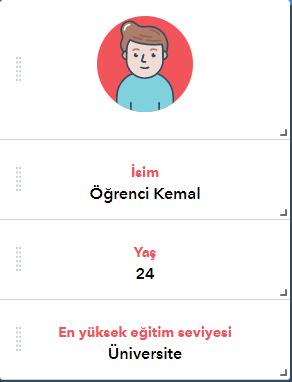 İsim
Öğrenci Kemal
Yaş
24
En yüksek eğitim seviyesi
Üniversite